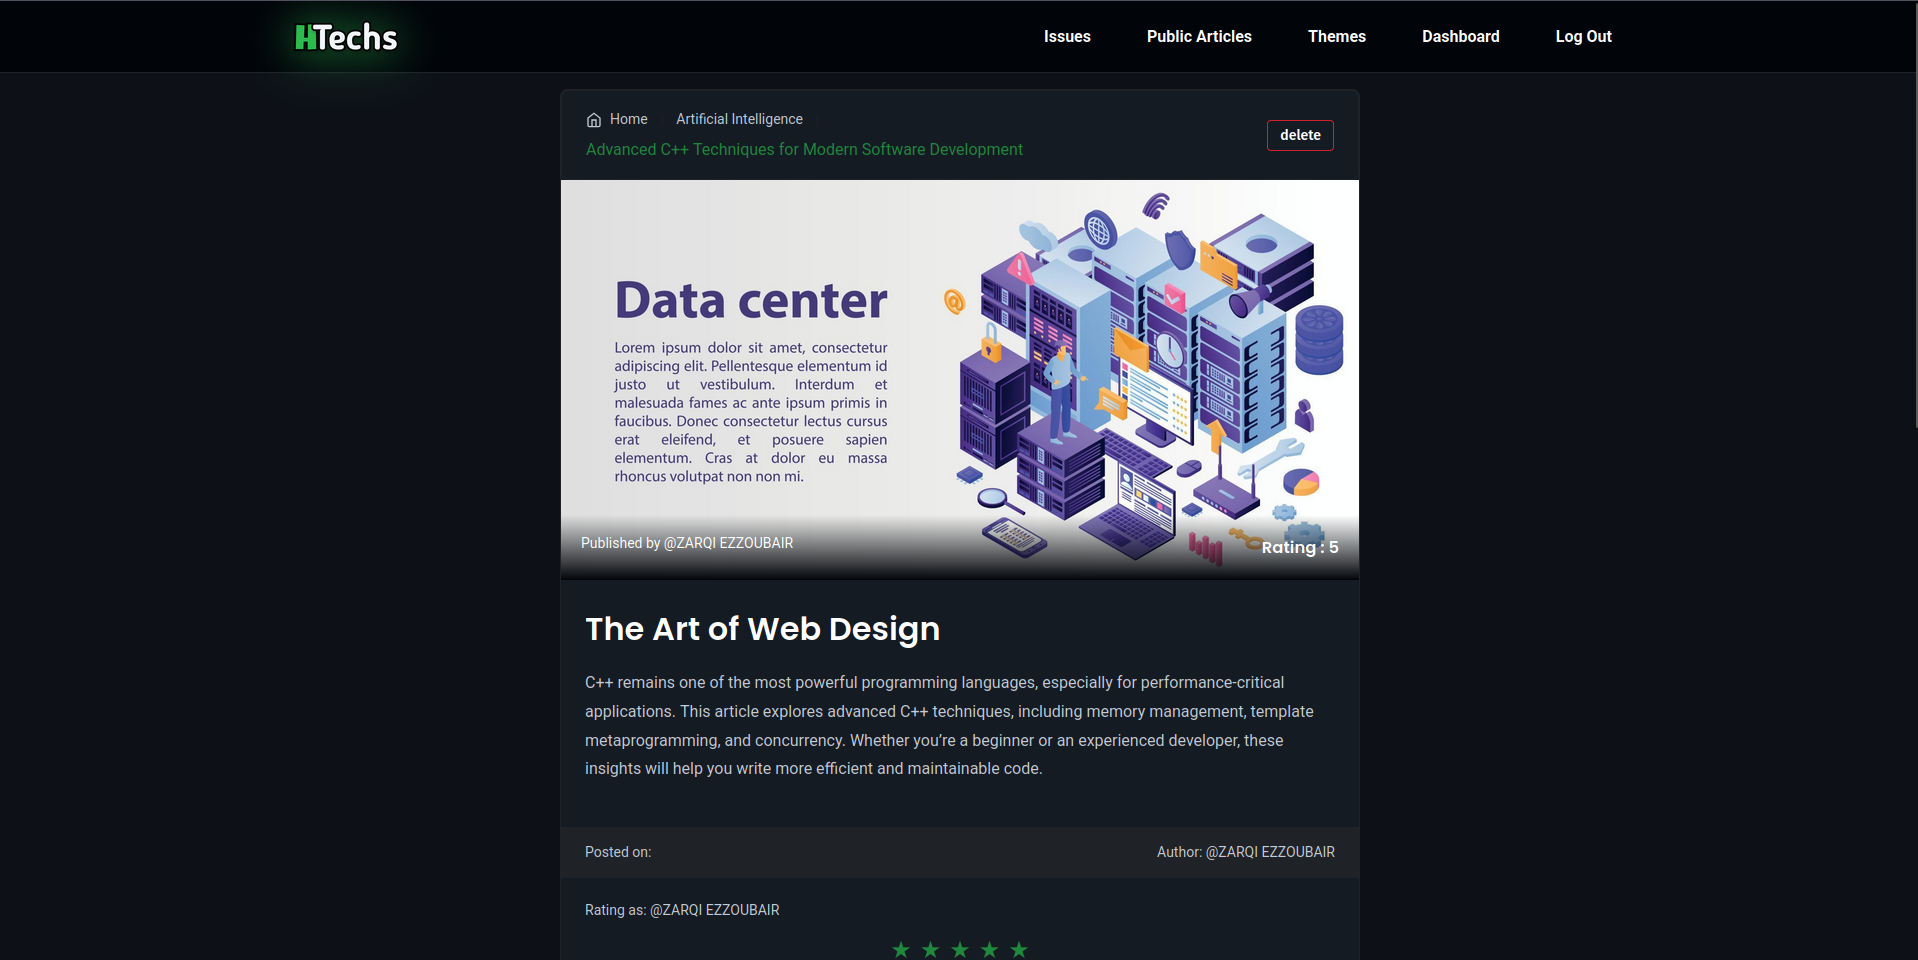 HTechs
Issues
Public Articles
Themes
Dashboard
Log Out
Home
Artificial Intelligence
Advanced C++ Techniques for Modern Software Development
delete
Data center
Lorem ipsum dolor sit amet, consectetur
adipiscing elit. Pellentesque elementum id
justo ut vestibulum. Interdum et
malesuada fames ac ante ipsum primis in
faucibus. Donec consectetur lectus cursus
erat eleifend, et posuere sapien
elementum. Cras at dolor eu massa
rhoncus volutpat non non mi.
Published by @ZARQI EZZOUBAIR
Rating : 5
The Art of Web Design
C++ remains one of the most powerful programming languages, especially for performance-critical
applications. This article explores advanced C++ techniques, including memory management, template
metaprogramming, and concurrency. Whether you’re a beginner or an experienced developer, these
insights will help you write more efficient and maintainable code.
Posted on:
Author: @ZARQI EZZOUBAIR
Rating as: @ZARQI EZZOUBAIR